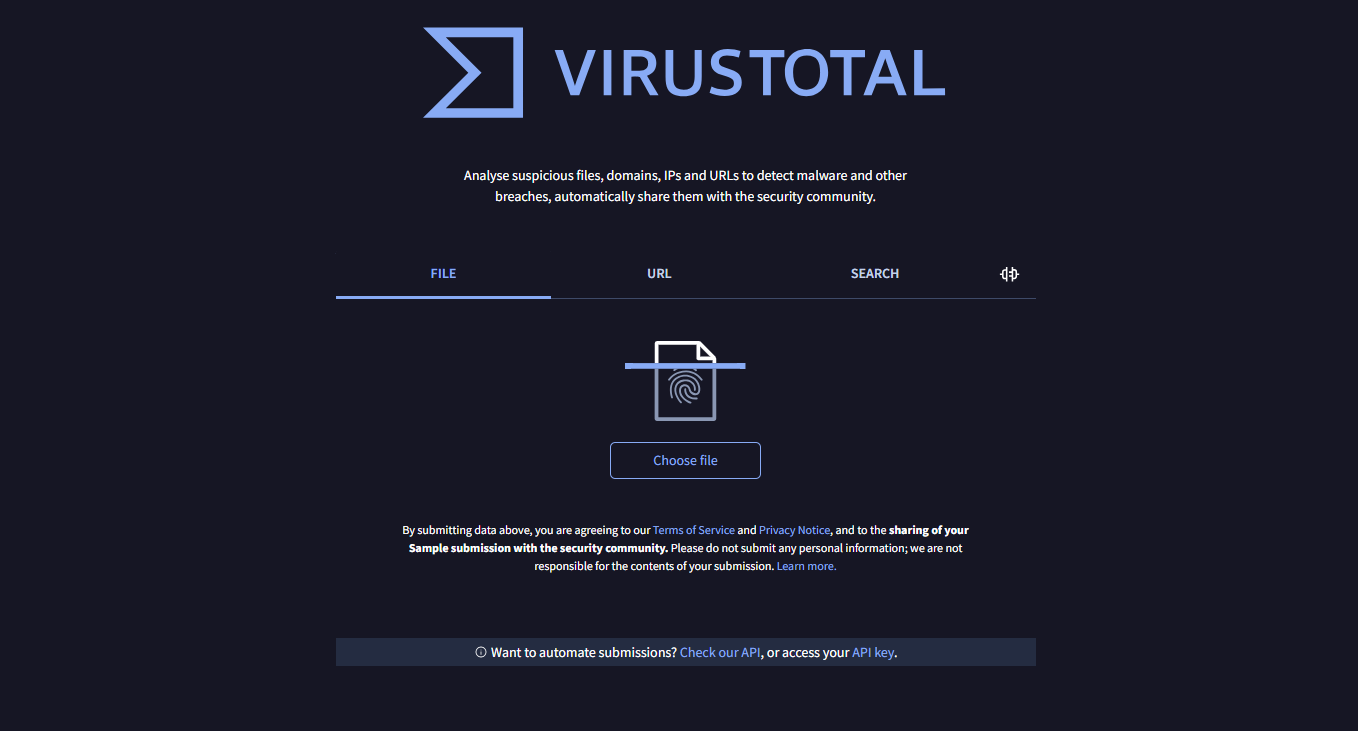 VIRUSTOTAL
Analyse suspicious files, domains, IPs and URLs to detect malware and other
breaches, automatically share them with the security community.
FILE
URL
SEARCH
Choose file
By submitting data above, you are agreeing to our Terms of Service and Privacy Notice, and to the sharing of your
Sample submission with the security community. Please do not submit any personal information; we are not
responsible for the contents of your submission. Learn more.
Want to automate submissions? Check our API, or access your API key.